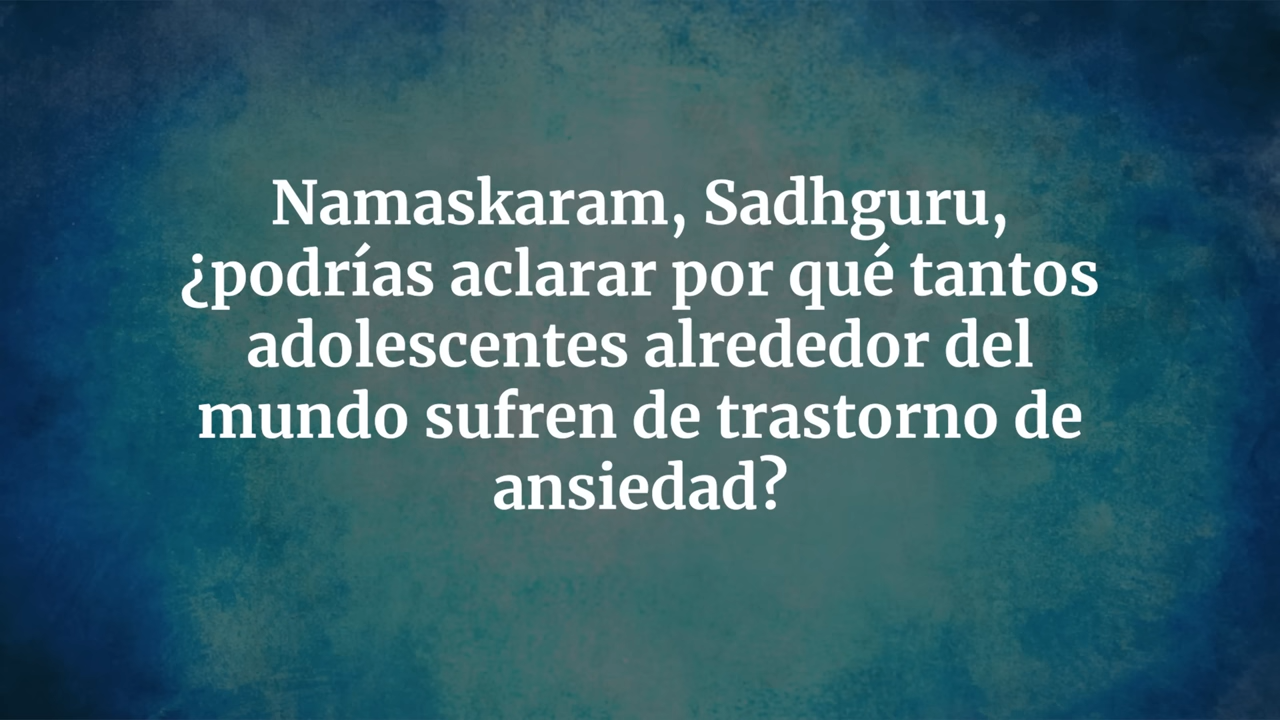 Namaskaram, Sadhguru,
¿podrías aclarar por qué tantos
adolescentes alrededor del
mundo sufren de trastorno de
ansiedad?